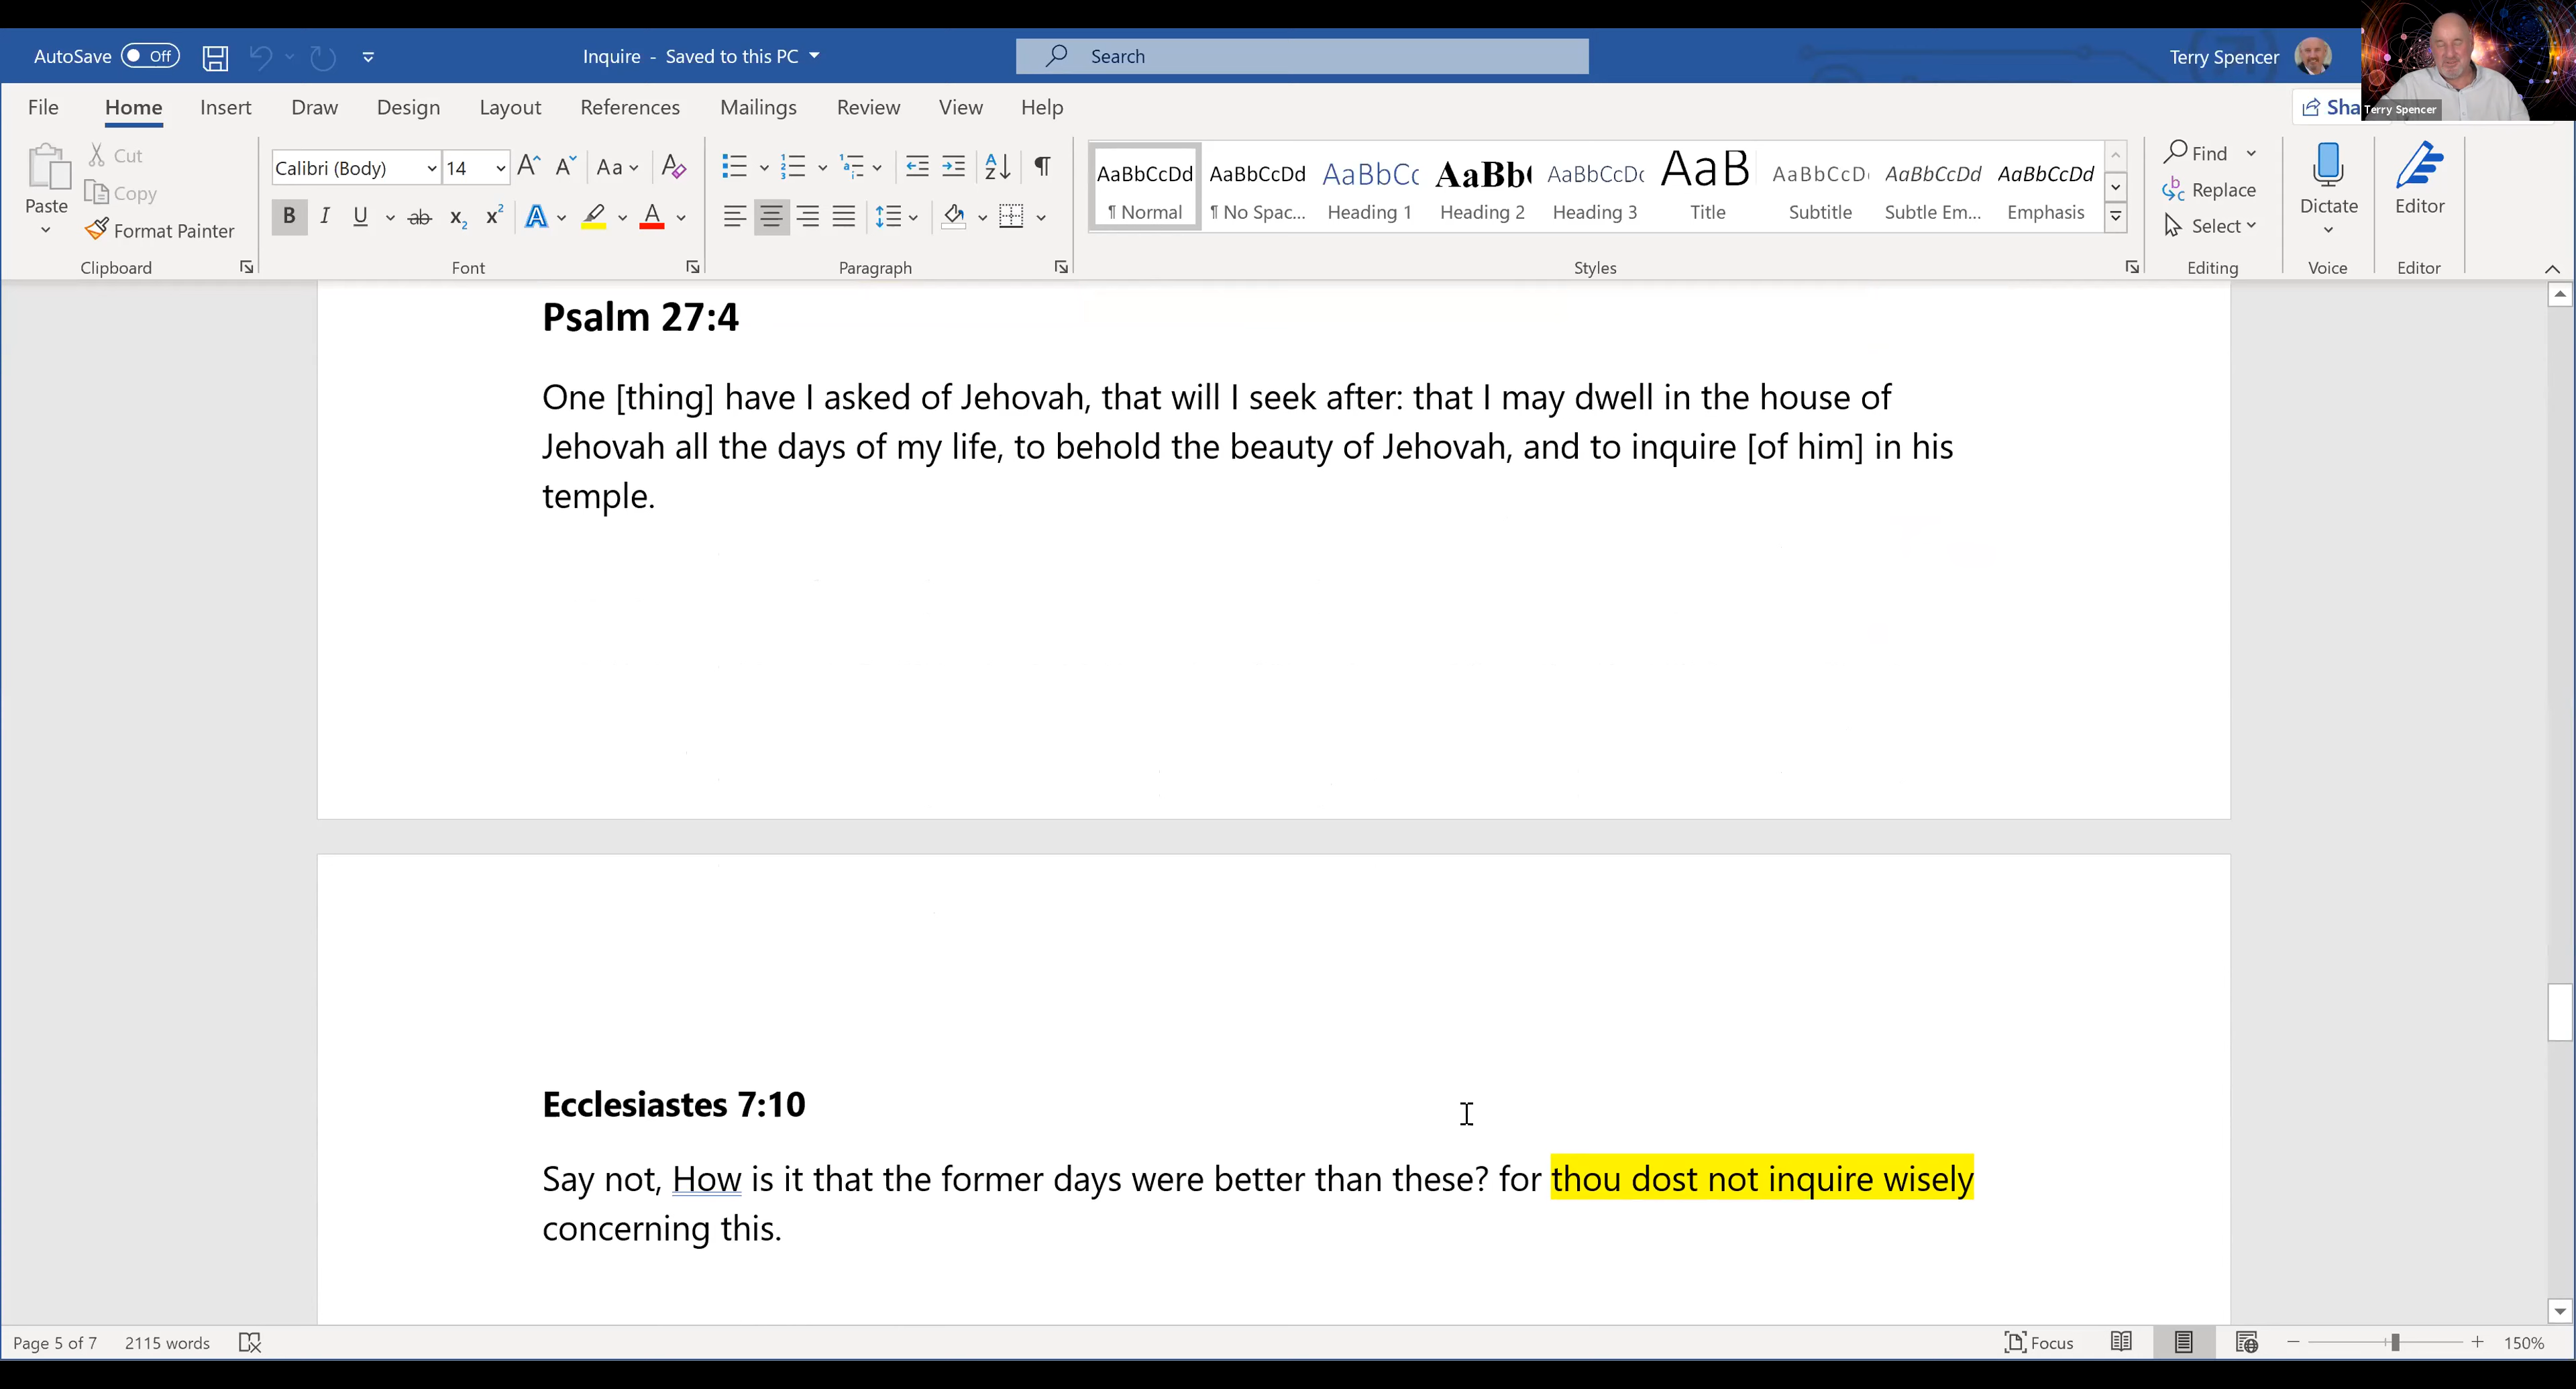 AutoSave Off Inquire - Saved to this PC Search Terry Spencer
File Home Insert Draw Design Layout References Mailings Review View Help Sha Terry Spencer
Paste Cut Copy Format Painter
Calibri (Body) 14
AaBbCcDd AaBbCcDd AaBbCc AaBb AaBbCcDc AaB AaBbCcD AaBbCcDd AaBbCcDd
¶ Normal ¶ No Spac... Heading 1 Heading 2 Heading 3 Title Subtitle Subtle Em... Emphasis
Find Replace Select Dictate Editor
Clipboard Font Paragraph Styles Editing Voice Editor
Psalm 27:4
One [thing] have I asked of Jehovah, that will I seek after: that I may dwell in the house of
Jehovah all the days of my life, to behold the beauty of Jehovah, and to inquire [of him] in his
temple.
Ecclesiastes 7:10
Say not, How is it that the former days were better than these? for thou dost not inquire wisely
concerning this.
Page 5 of 7 2115 words Focus 150%